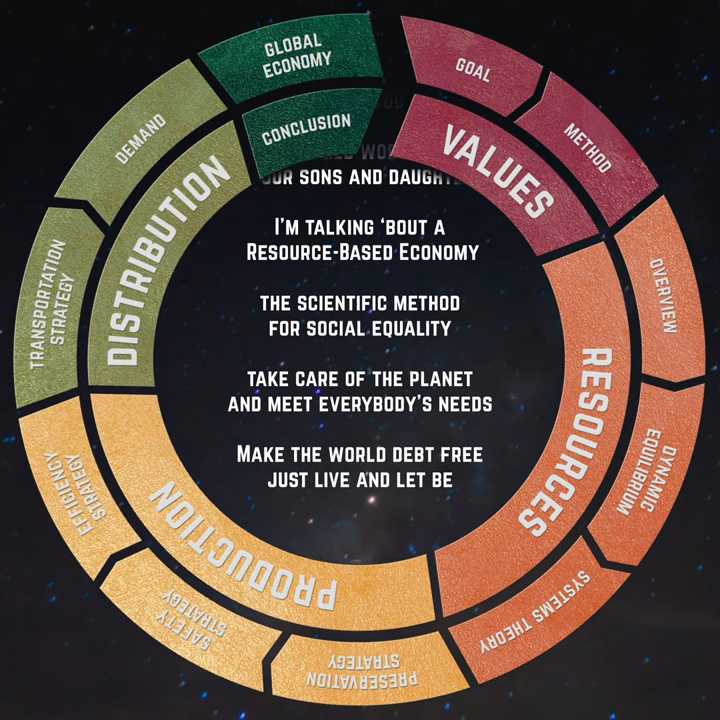 GLOBAL
ECONOMY
CONCLUSION
GOAL
METHOD
VALUES
OVERVIEW
DYNAMIC
EQUILIBRIUM
SYSTEMS THEORY
RESOURCES
PRESERVATION
STRATEGY
SAFETY
STRATEGY
EFFICIENCY
STRATEGY
PRODUCTION
TRANSPORTATION
STRATEGY
DEMAND
DISTRIBUTION
SONS AND
I'M TALKING ‘BOUT A
RESOURCE-BASED ECONOMY
THE SCIENTIFIC METHOD
FOR SOCIAL EQUALITY
TAKE CARE OF THE PLANET
AND MEET EVERYBODY'S NEEDS
MAKE THE WORLD DEBT FREE
JUST LIVE AND LET BE